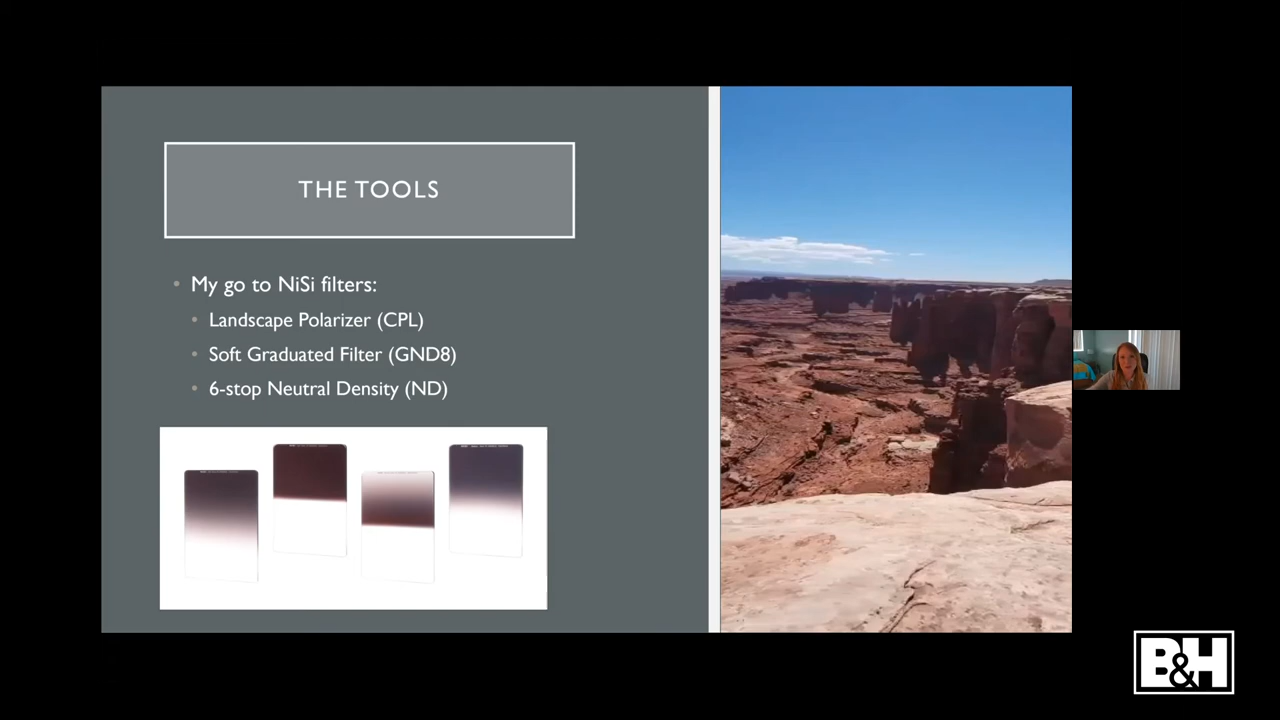 THE TOOLS
My go to NiSi filters:
Landscape Polarizer (CPL)
Soft Graduated Filter (GND8)
6-stop Neutral Density (ND)
B&H